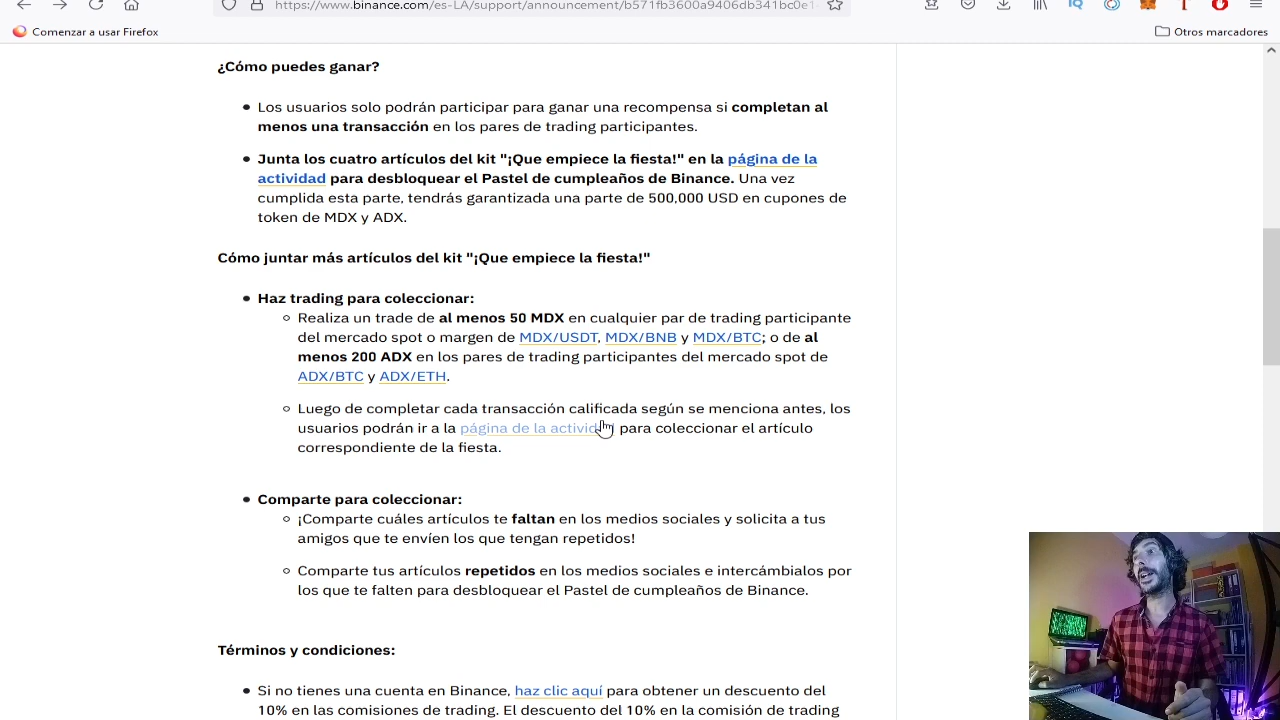 https://www.binance.com/es-LA/support/announcement/b571fb3600a9406db341bc0e1
Comenzar a usar Firefox
Otros marcadores
¿Cómo puedes ganar?
Los usuarios solo podrán participar para ganar una recompensa si completan al
menos una transacción en los pares de trading participantes.
Junta los cuatro artículos del kit "¡Que empiece la fiesta!" en la página de la
actividad para desbloquear el Pastel de cumpleaños de Binance. Una vez
cumplida esta parte, tendrás garantizada una parte de 500,000 USD en cupones de
token de MDX y ADX.
Cómo juntar más artículos del kit "¡Que empiece la fiesta!"
Haz trading para coleccionar:
Realiza un trade de al menos 50 MDX en cualquier par de trading participante
del mercado spot o margen de MDX/USDT, MDX/BNB y MDX/BTC; o de al
menos 200 ADX en los pares de trading participantes del mercado spot de
ADX/BTC y ADX/ETH.
Luego de completar cada transacción calificada según se menciona antes, los
usuarios podrán ir a la página de la activid para coleccionar el artículo
correspondiente de la fiesta.
Comparte para coleccionar:
¡Comparte cuáles artículos te faltan en los medios sociales y solicita a tus
amigos que te envíen los que tengan repetidos!
Comparte tus artículos repetidos en los medios sociales e intercámbialos por
los que te falten para desbloquear el Pastel de cumpleaños de Binance.
Términos y condiciones:
Si no tienes una cuenta en Binance, haz clic aquí para obtener un descuento del
10% en las comisiones de trading. El descuento del 10% en la comisión de trading